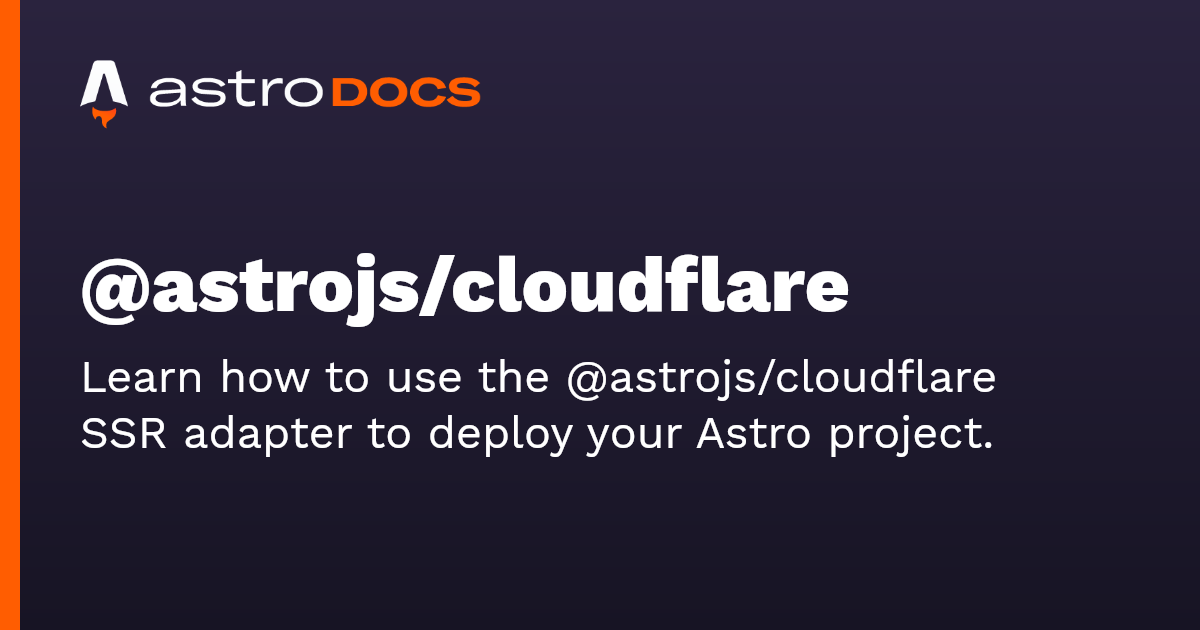 astro DOCS
@astrojs/cloudflare
Learn how to use the @astrojs/cloudflare
SSR adapter to deploy your Astro project.